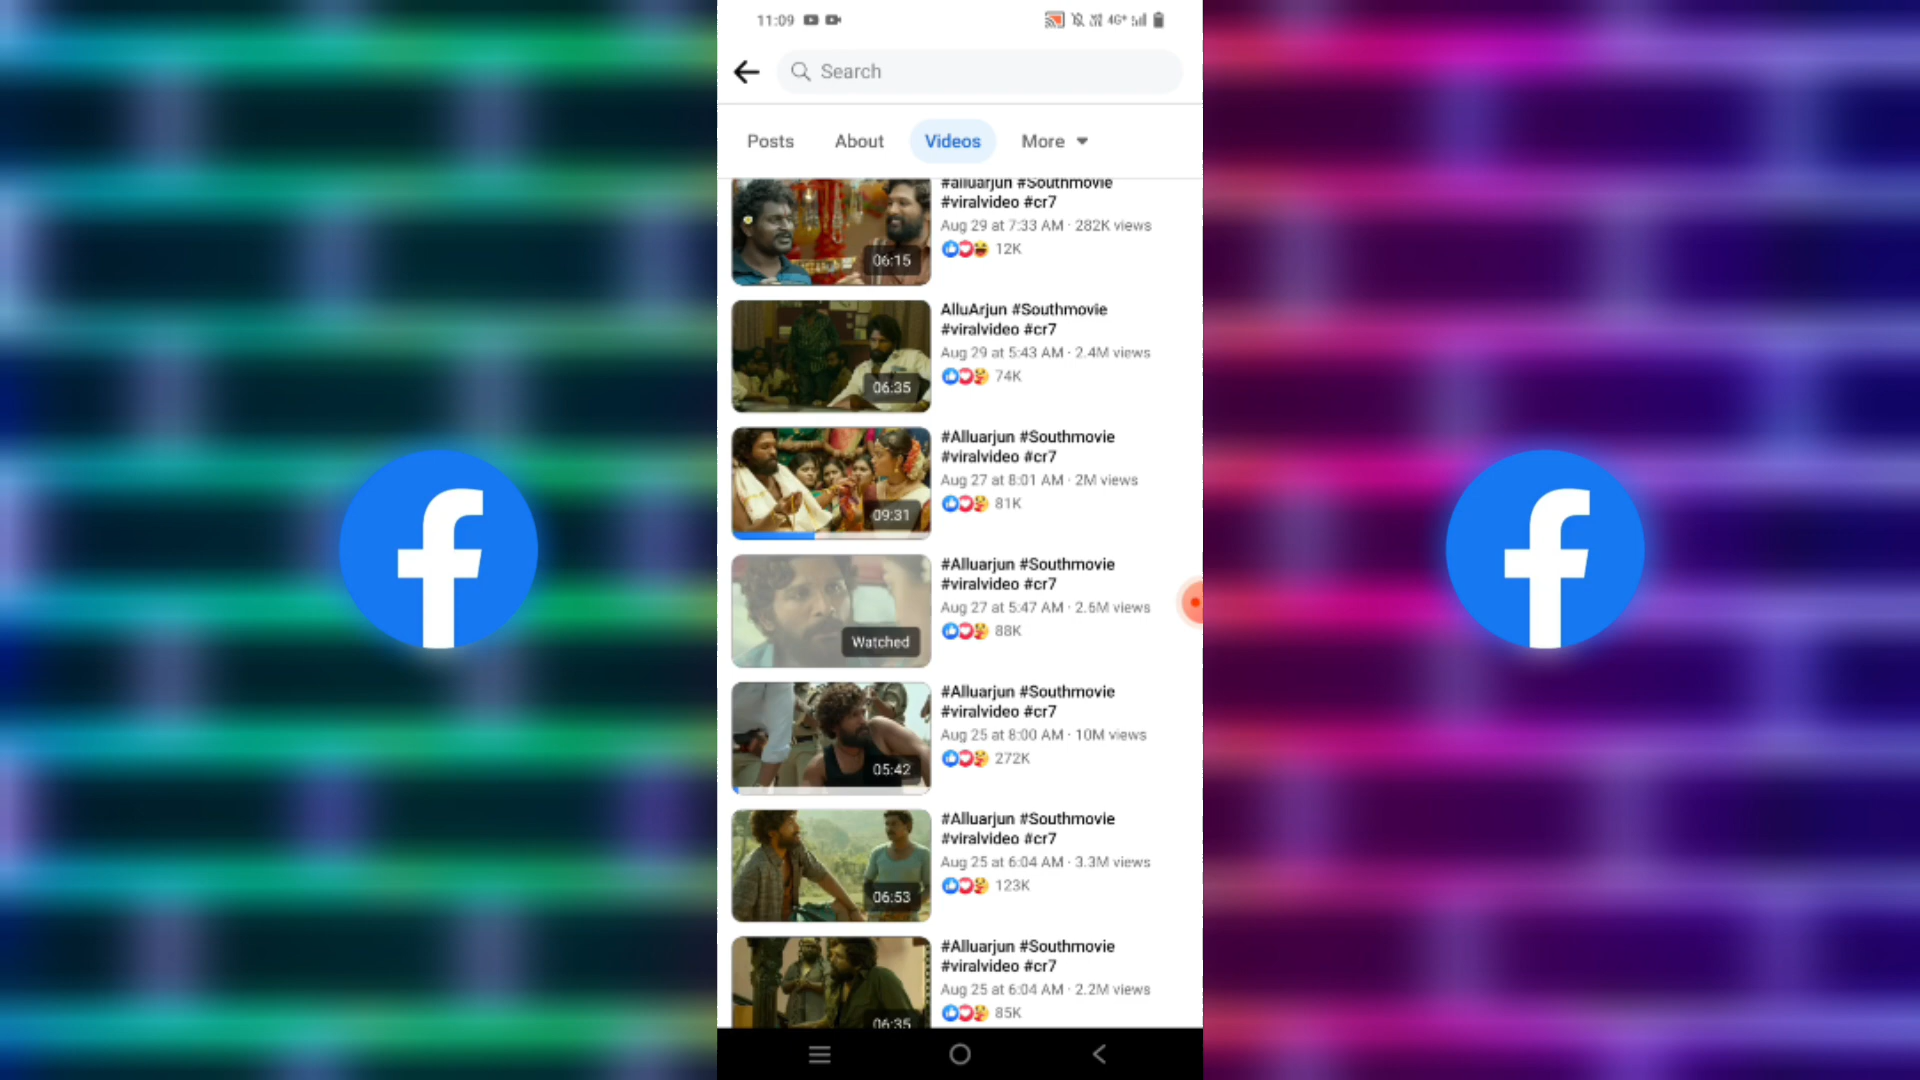 11:09
4G+
Search
Posts About Videos More
#alluarjun #Southmovie
#viralvideo #cr7
Aug 29 at 7:33 AM · 282K views
12K
06:15
AlluArjun #Southmovie
#viralvideo #cr7
Aug 29 at 5:43 AM · 2.4M views
74K
06:35
#Alluarjun #Southmovie
#viralvideo #cr7
Aug 27 at 8:01 AM · 2M views
81K
09:31
#Alluarjun #Southmovie
#viralvideo #cr7
Aug 27 at 5:47 AM · 2.6M views
88K
Watched
#Alluarjun #Southmovie
#viralvideo #cr7
Aug 25 at 8:00 AM · 10M views
272K
05:42
#Alluarjun #Southmovie
#viralvideo #cr7
Aug 25 at 6:04 AM · 3.3M views
123K
06:53
#Alluarjun #Southmovie
#viralvideo #cr7
Aug 25 at 6:04 AM · 2.2M views
85K
06:35